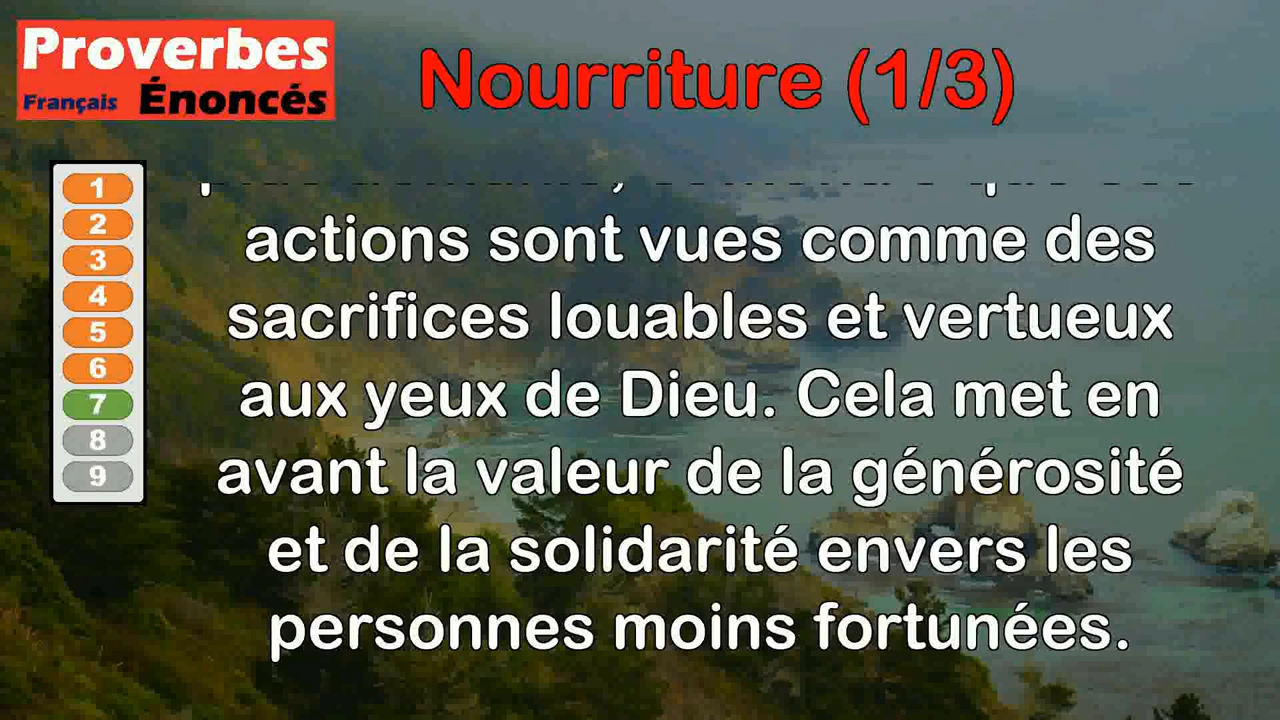 Proverbes
Français Énoncés
Nourriture (1/3)
1
2
3
4
5
6
7
8
9
actions sont vues comme des
sacrifices louables et vertueux
aux yeux de Dieu. Cela met en
avant la valeur de la générosité
et de la solidarité envers les
personnes moins fortunées.